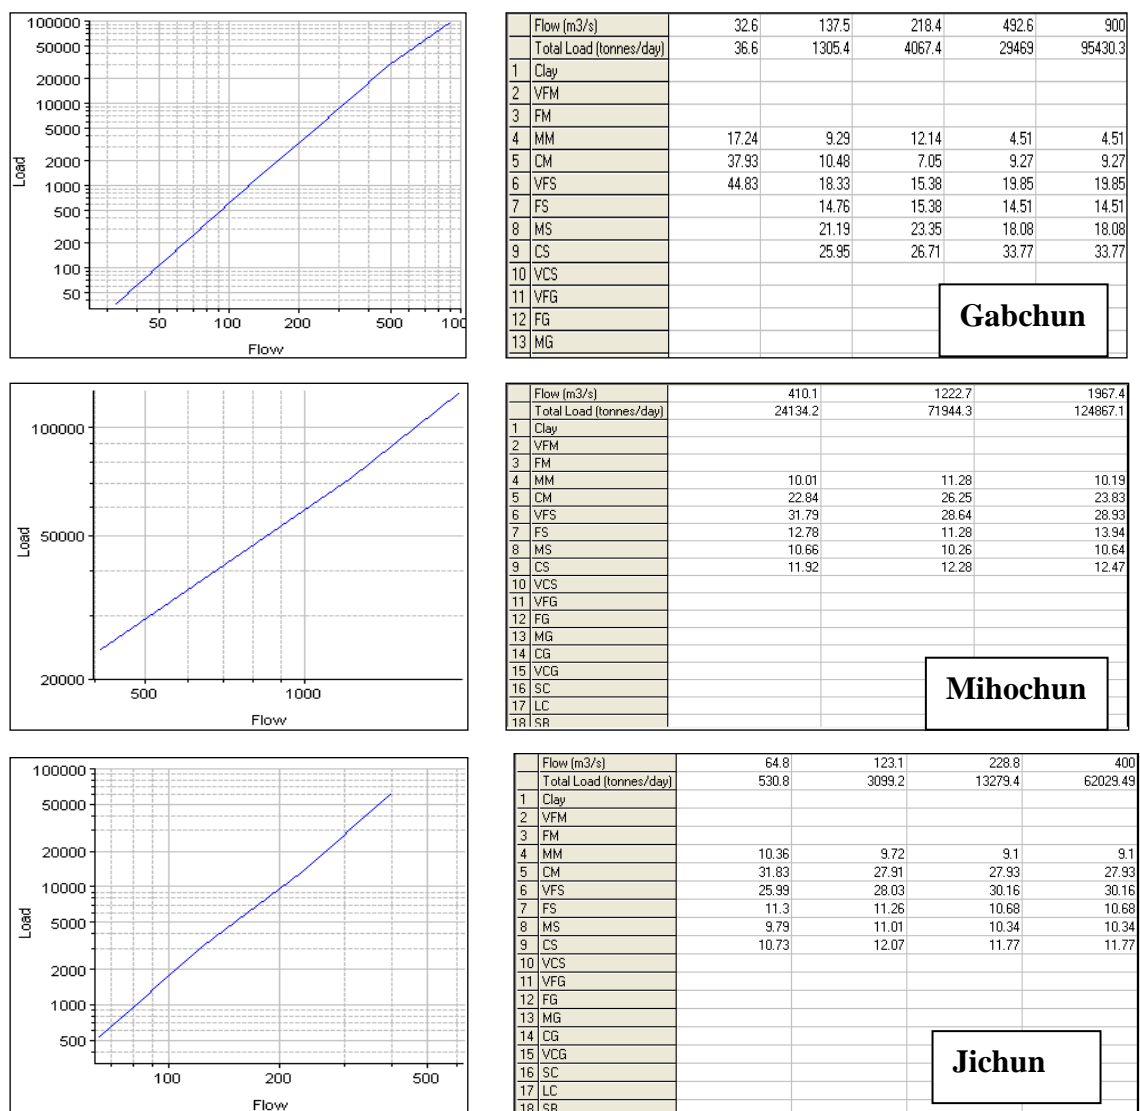 100000
50000
20000
10000
5000
2000
1000
500
200
100
50
Load
50 100 200 500 100
Flow
Flow (m3/s) 32.6 137.5 218.4 492.6 900
Total Load (tonnes/day) 36.6 1305.4 4067.4 29469 95430.3
1 Clay
2 VFM
3 FM
4 MM 17.24 9.29 12.14 4.51 4.51
5 CM 37.93 10.48 7.05 9.27 9.27
6 VFS 44.83 18.33 15.38 19.85 19.85
7 FS 14.76 15.38 14.51 14.51
8 MS 21.19 23.35 18.08 18.08
9 CS 25.95 26.71 33.77 33.77
10 VCS
11 VFG
12 FG
13 MG
Gabchun
100000
50000
20000
Load
500 1000
Flow
Flow (m3/s) 410.1 1222.7 1967.4
Total Load (tonnes/day) 24134.2 71944.3 124867.1
1 Clay
2 VFM
3 FM
4 MM 10.01 11.28 10.19
5 CM 22.84 26.25 23.83
6 VFS 31.79 28.64 28.93
7 FS 12.78 11.28 13.94
8 MS 10.66 10.26 10.64
9 CS 11.92 12.28 12.47
10 VCS
11 VFG
12 FG
13 MG
14 CG
15 VCG
16 SC
17 LC
18 SB
Mihochun
100000
50000
20000
10000
5000
2000
1000
500
Load
100 200 500
Flow
Flow (m3/s) 64.8 123.1 228.8 400
Total Load (tonnes/day) 530.8 3099.2 13279.4 62029.49
1 Clay
2 VFM
3 FM
4 MM 10.36 9.72 9.1 9.1
5 CM 31.83 27.91 27.93 27.93
6 VFS 25.99 28.03 30.16 30.16
7 FS 11.3 11.26 10.68 10.68
8 MS 9.79 11.01 10.34 10.34
9 CS 10.73 12.07 11.77 11.77
10 VCS
11 VFG
12 FG
13 MG
14 CG
15 VCG
16 SC
17 LC
18 SB
Jichun